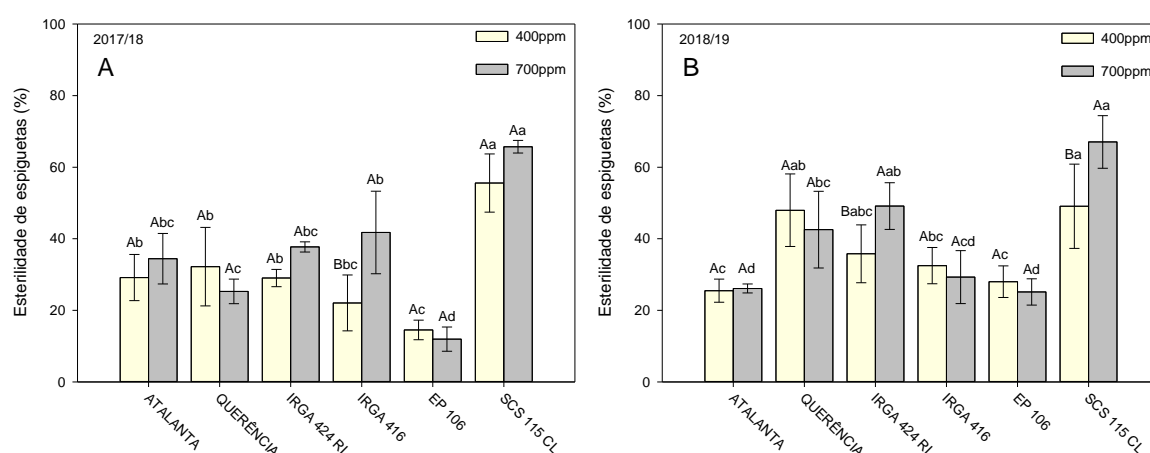 2017/18
A
400ppm
700ppm
Esterilidade de espiguetas (%)
100
80
60
40
20
0
Ab
Abc
Ab
Ac
Ab
Abc
Bbc
Ab
Ac
Ad
Aa
Aa
ATALANTA
QUERÊNCIA
IRGA 424 RI
IRGA 416
EP 106
SCS 115 CL
2018/19
B
400ppm
700ppm
Esterilidade de espiguetas (%)
100
80
60
40
20
0
Ac
Ad
Aab
Abc
Babc
Aab
Abc
Acd
Ac
Ad
Ba
Aa
ATALANTA
QUERÊNCIA
IRGA 424 RI
IRGA 416
EP 106
SCS 115 CL